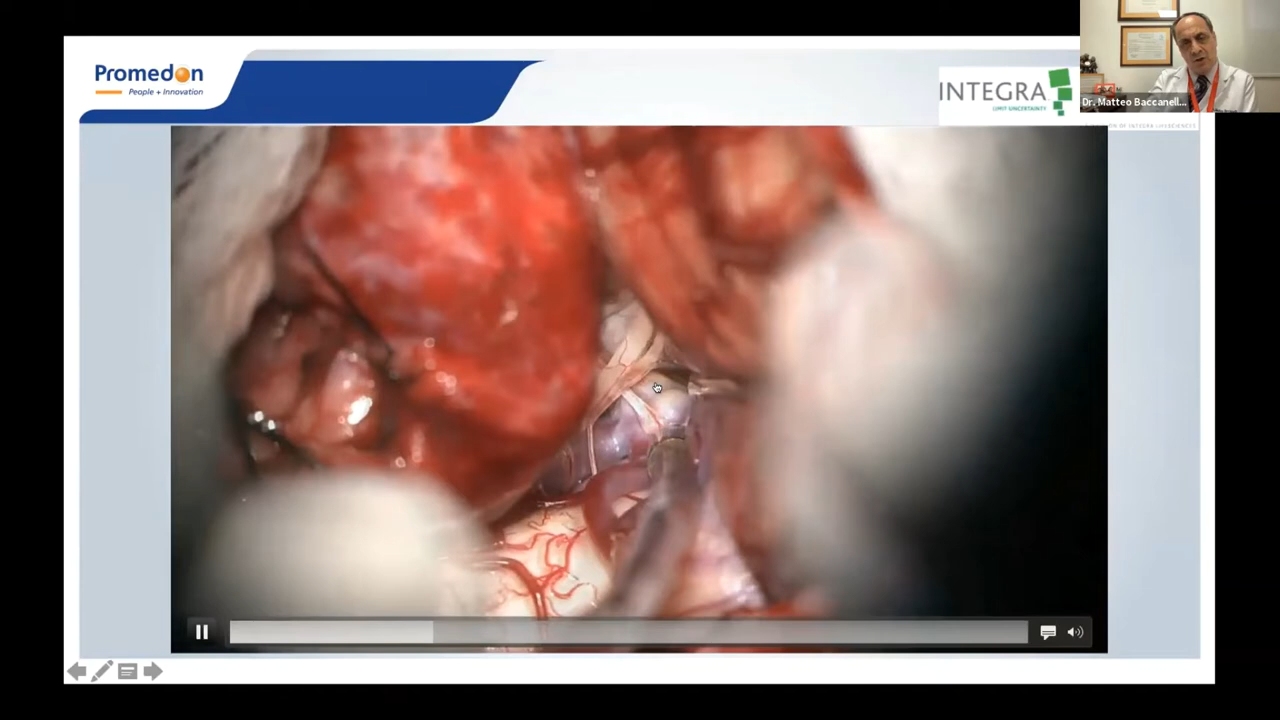 Promedon
People + Innovation
INTEGRA
LIMIT UNCERTAINTY
Dr. Matteo Baccanell...